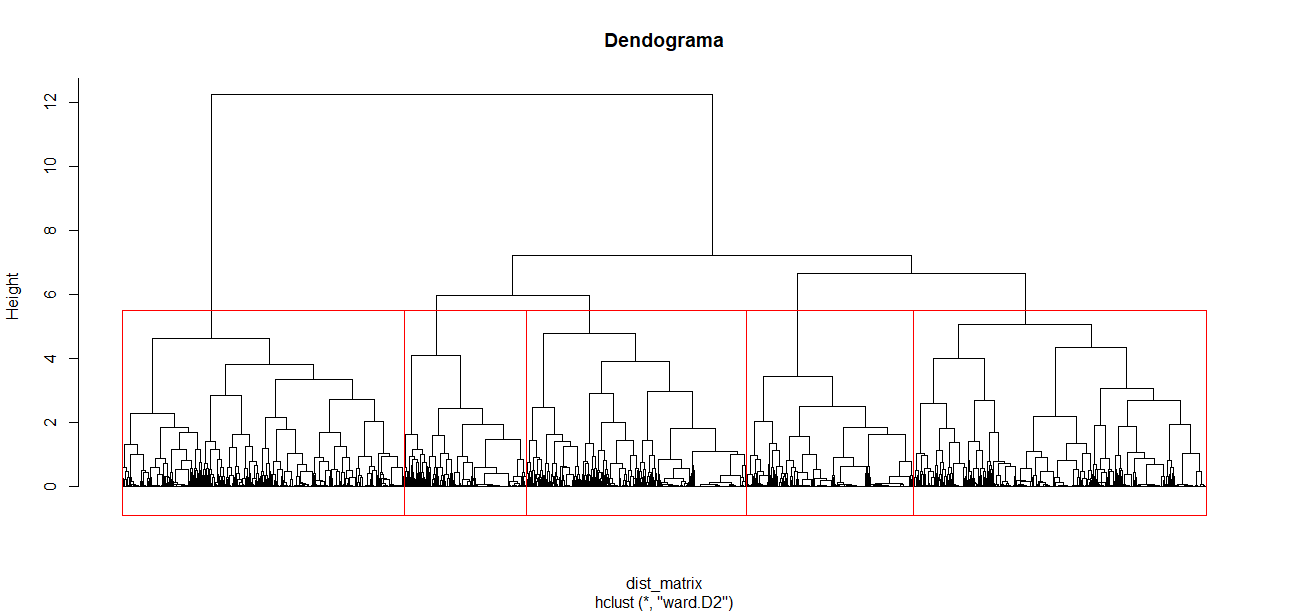 Dendograma
Height
12
10
8
6
4
2
0
dist_matrix
hclust (*, "ward.D2")